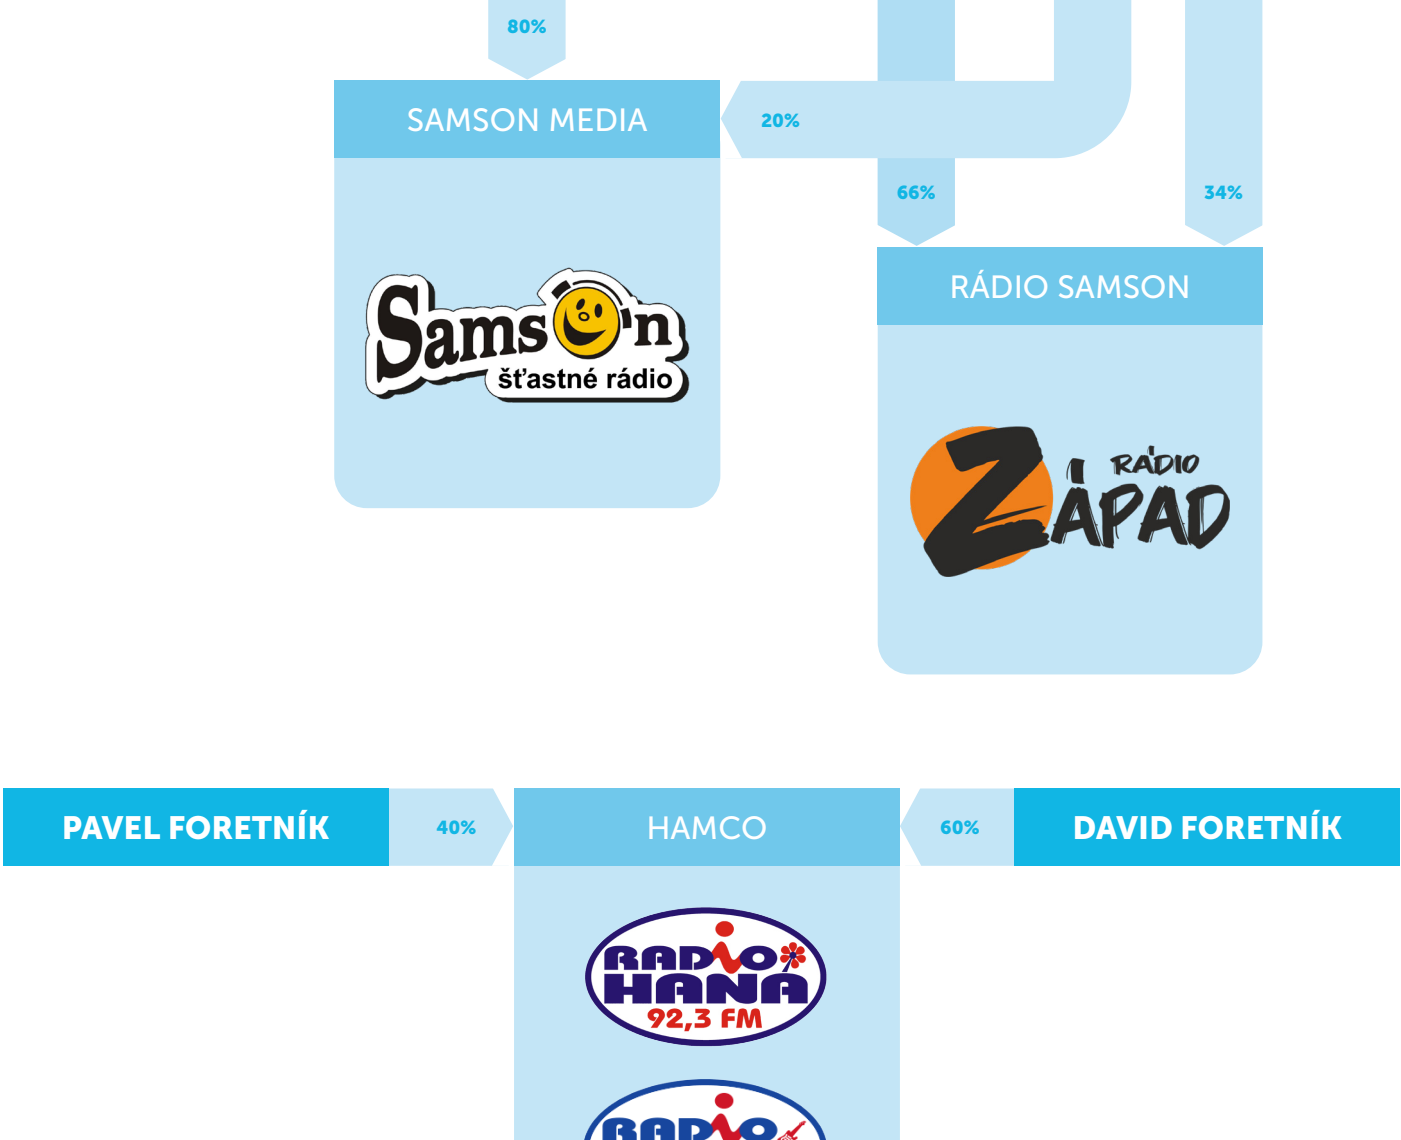 80%
SAMSON MEDIA
20%
66%
34%
RÁDIO SAMSON
Samson
šťastné rádio
RÁDIO
ZÁPAD
PAVEL FORETNÍK
40%
HAMCO
60%
DAVID FORETNÍK
RADIO
HANÁ
92,3 FM
RADIO